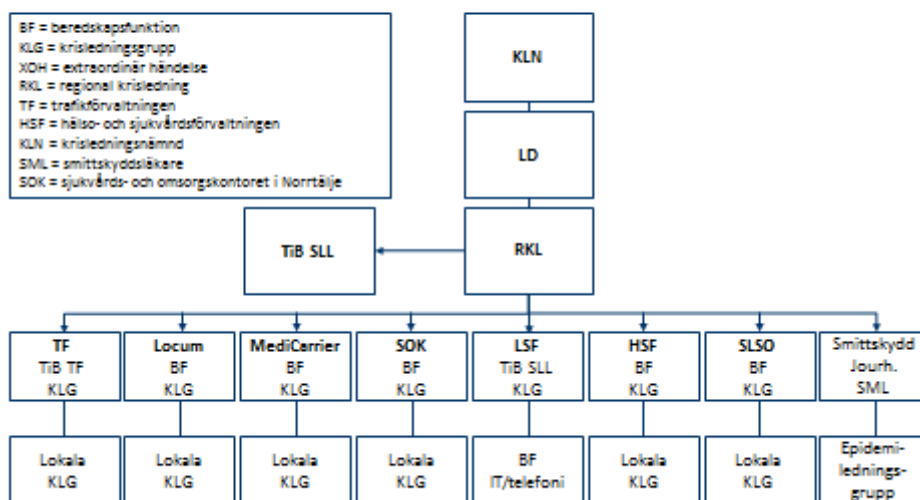 BF = beredskapsfunktion
KLG = krisledningsgrupp
XOH = extraordinär händelse
RKL = regional krisledning
TF = trafikförvaltningen
HSF = hälso- och sjukvårdsförvaltningen
KLN = krisledningsnämnd
SML = smittskyddsläkare
SOK = sjukvårds- och omsorgskontoret i Norrtälje
KLN
LD
TiB SLL
RKL
TF
TiB TF
KLG
Locum
BF
KLG
MediCarrier
BF
KLG
SOK
BF
KLG
LSF
TiB SLL
KLG
HSF
BF
KLG
SLSO
BF
KLG
Smittskydd
Jourh.
SML
Lokala
KLG
Lokala
KLG
Lokala
KLG
Lokala
KLG
BF
IT/telefoni
Lokala
KLG
Lokala
KLG
Epidemi-
lednings-
grupp